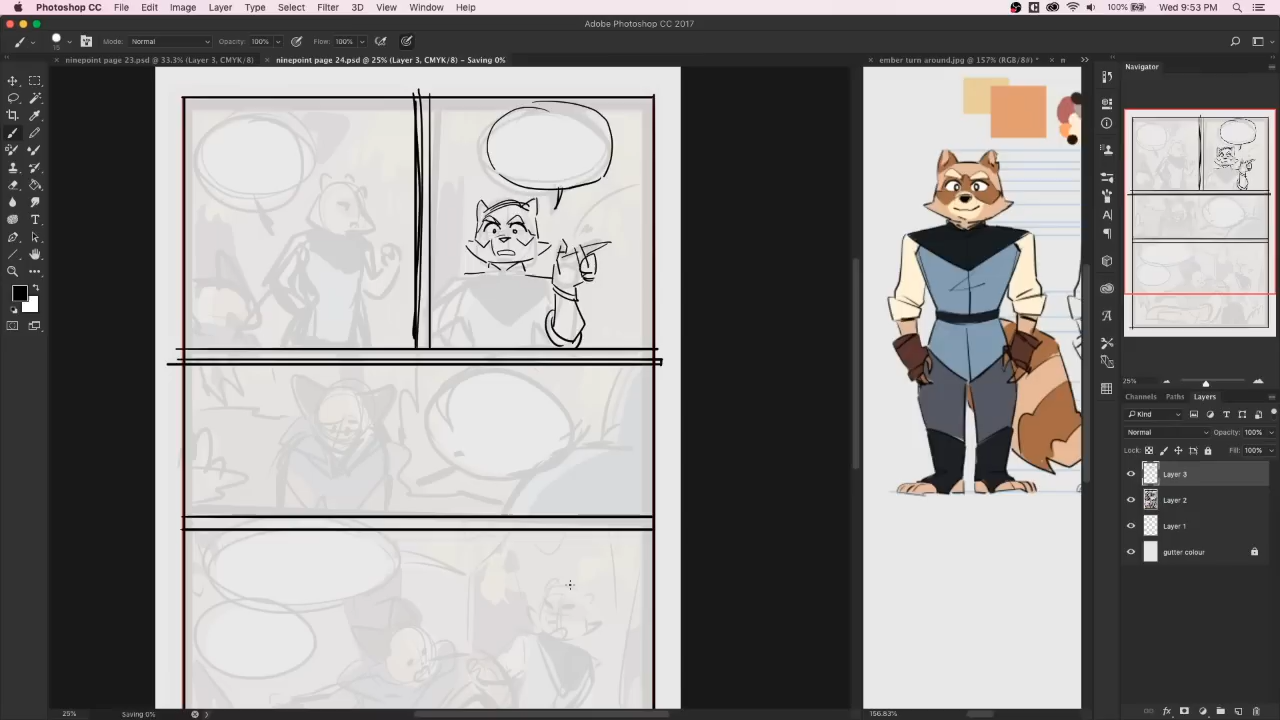 Photoshop CC File Edit Image Layer Type Select Filter 3D View Window Help 100% Wed 9:53 PM
Adobe Photoshop CC 2017
15 Mode: Normal Opacity: 100% Flow: 100%
ninepoint page 23.psd @ 33.3% (Layer 3, CMYK/8) ninepoint page 24.psd @ 25% (Layer 3, CMYK/8) – Saving 0% ember turn around.jpg @ 157% (RGB/8#) * n
Navigator
25%
Channels Paths Layers
Kind
Normal Opacity: 100%
Lock: Fill: 100%
Layer 3
Layer 2
Layer 1
gutter colour
25% Saving 0% 156.83%